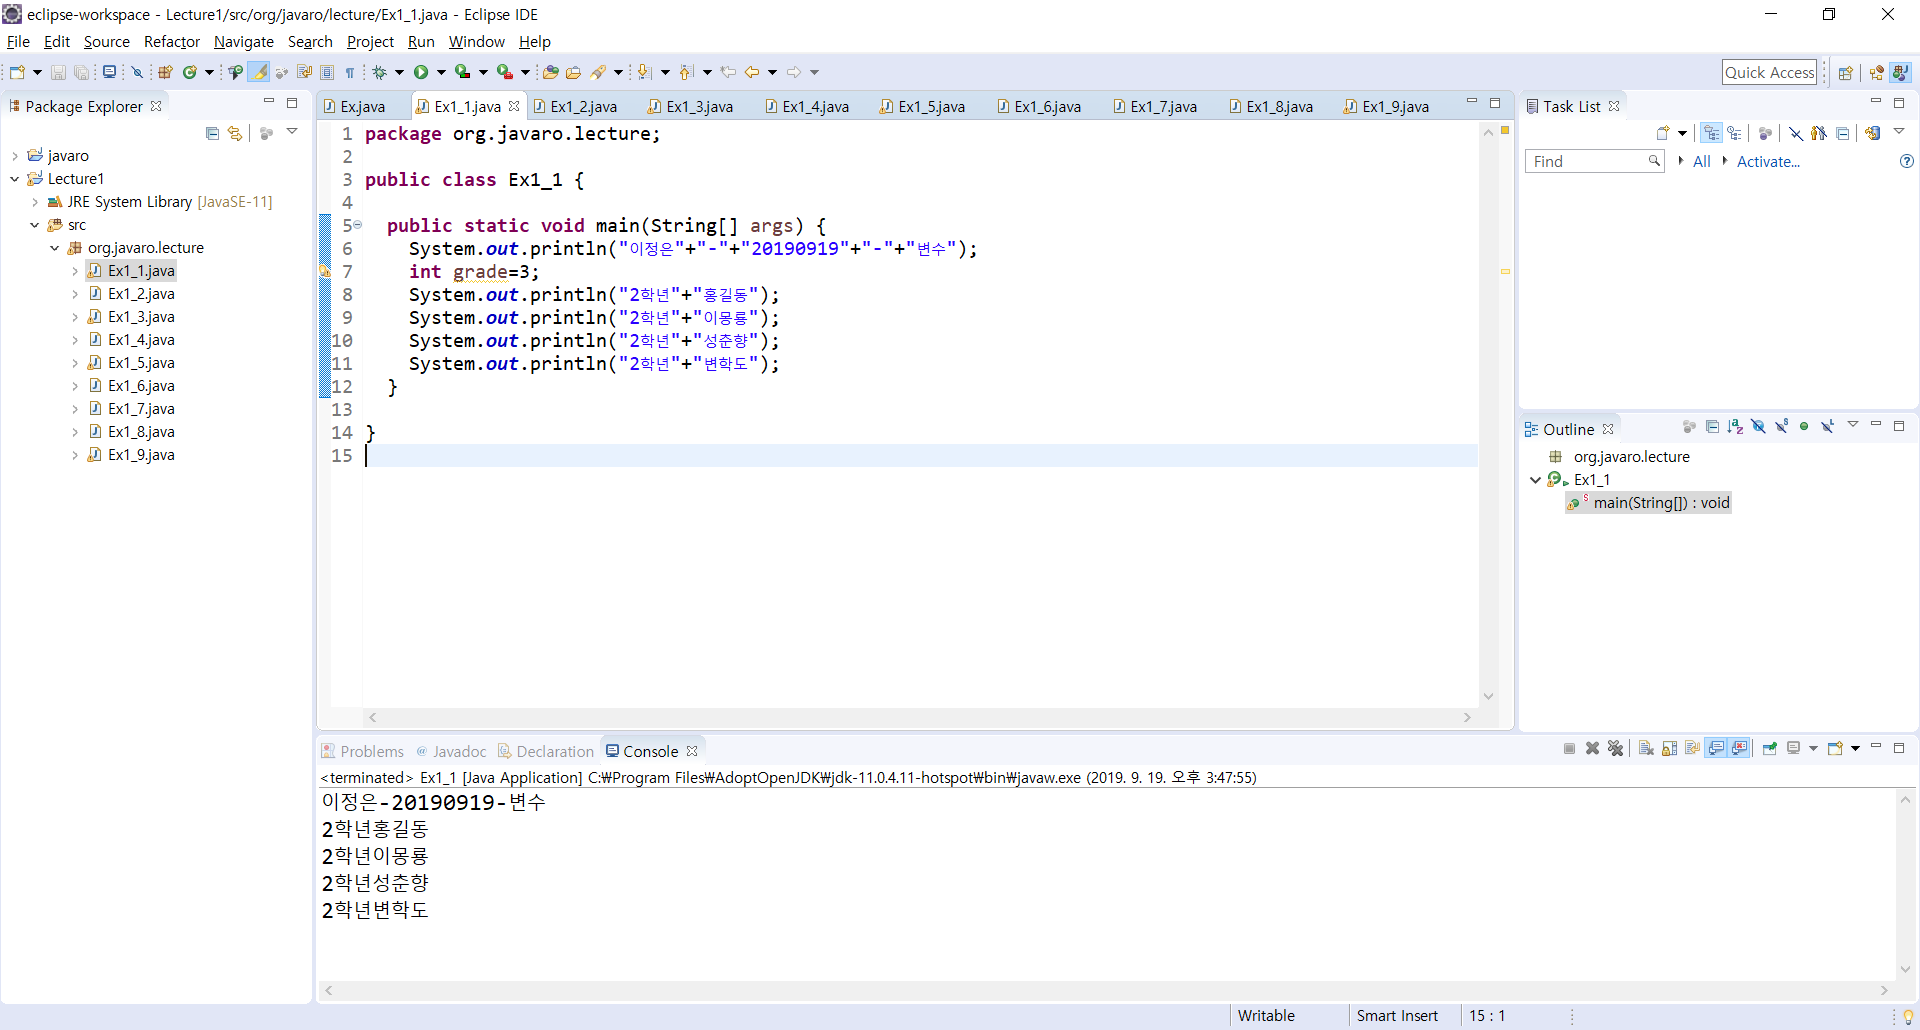 eclipse-workspace - Lecture1/src/org/javaro/lecture/Ex1_1.java - Eclipse IDE
File Edit Source Refactor Navigate Search Project Run Window Help
Quick Access
Package Explorer
javaro
Lecture1
JRE System Library [JavaSE-11]
src
org.javaro.lecture
Ex1_1.java
Ex1_2.java
Ex1_3.java
Ex1_4.java
Ex1_5.java
Ex1_6.java
Ex1_7.java
Ex1_8.java
Ex1_9.java
Ex.java Ex1_1.java Ex1_2.java Ex1_3.java Ex1_4.java Ex1_5.java Ex1_6.java Ex1_7.java Ex1_8.java Ex1_9.java
1 package org.javaro.lecture;
2
3 public class Ex1_1 {
4
5 public static void main(String[] args) {
6 System.out.println("이정은"+"-"+"20190919"+"-"+"변수");
7 int grade=3;
8 System.out.println("2학년"+"홍길동");
9 System.out.println("2학년"+"이몽룡");
10 System.out.println("2학년"+"성춘향");
11 System.out.println("2학년"+"변학도");
12 }
13
14 }
15
Task List
Find All Activate...
Outline
org.javaro.lecture
Ex1_1
main(String[]) : void
Problems Javadoc Declaration Console
<terminated> Ex1_1 [Java Application] C:₩Program Files₩AdoptOpenJDK₩jdk-11.0.4.11-hotspot₩bin₩javaw.exe (2019. 9. 19. 오후 3:47:55)
이정은-20190919-변수
2학년홍길동
2학년이몽룡
2학년성춘향
2학년변학도
Writable Smart Insert 15 : 1